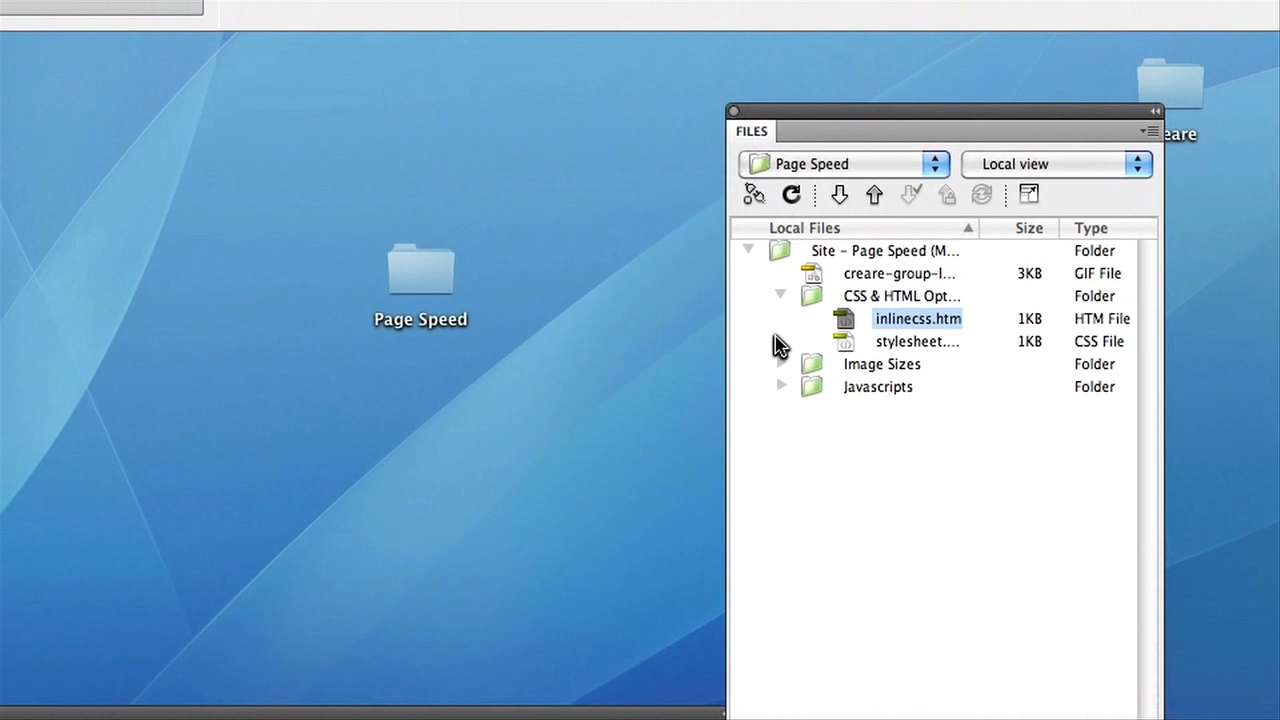 eare
FILES
Page Speed Local view
Local Files Size Type
Site - Page Speed (M... Folder
creare-group-l... 3KB GIF File
CSS & HTML Opt... Folder
Page Speed
inlinecss.htm 1KB HTM File
stylesheet.... 1KB CSS File
Image Sizes Folder
Javascripts Folder